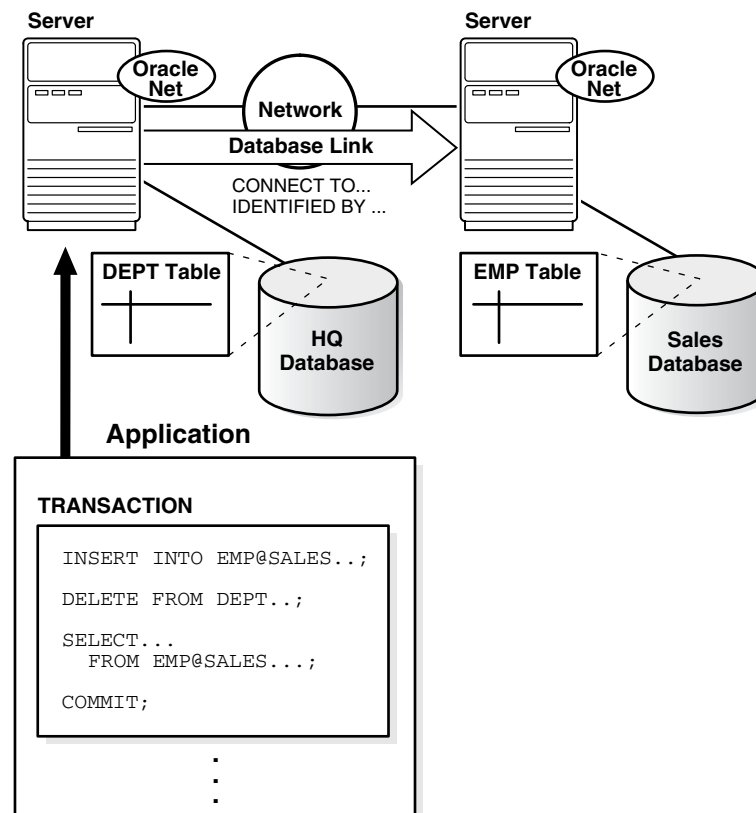 Server
Server
Oracle
Net
Oracle
Net
Network
Database Link
CONNECT TO...
IDENTIFIED BY ...
DEPT Table
HQ
Database
EMP Table
Sales
Database
Application
TRANSACTION
INSERT INTO EMP@SALES..;
DELETE FROM DEPT..;
SELECT...
FROM EMP@SALES...;
COMMIT;
.
.
.